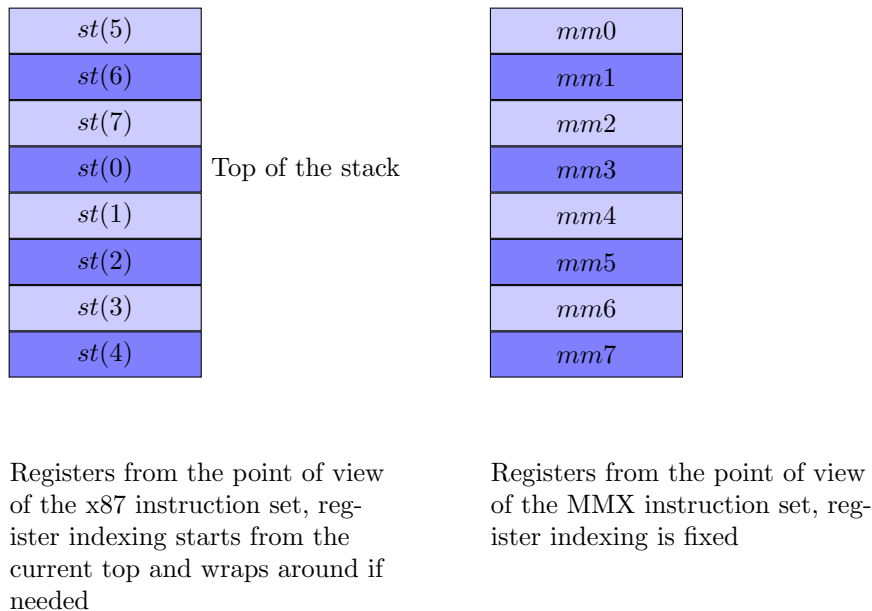 st(5)
st(6)
st(7)
st(0)
Top of the stack
st(1)
st(2)
st(3)
st(4)
mm0
mm1
mm2
mm3
mm4
mm5
mm6
mm7
Registers from the point of view
of the x87 instruction set, reg-
ister indexing starts from the
current top and wraps around if
needed
Registers from the point of view
of the MMX instruction set, reg-
ister indexing is fixed